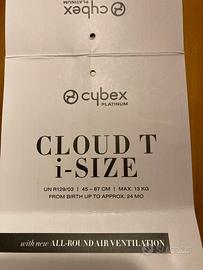 cybex
PLATINUM
cybex
PLATINUM
CLOUD T
i-SIZE
UN R129/03 | 45 – 87 CM | MAX. 13 KG
FROM BIRTH UP TO APPROX. 24 MO
with new ALL-ROUND AIR VENTILATION